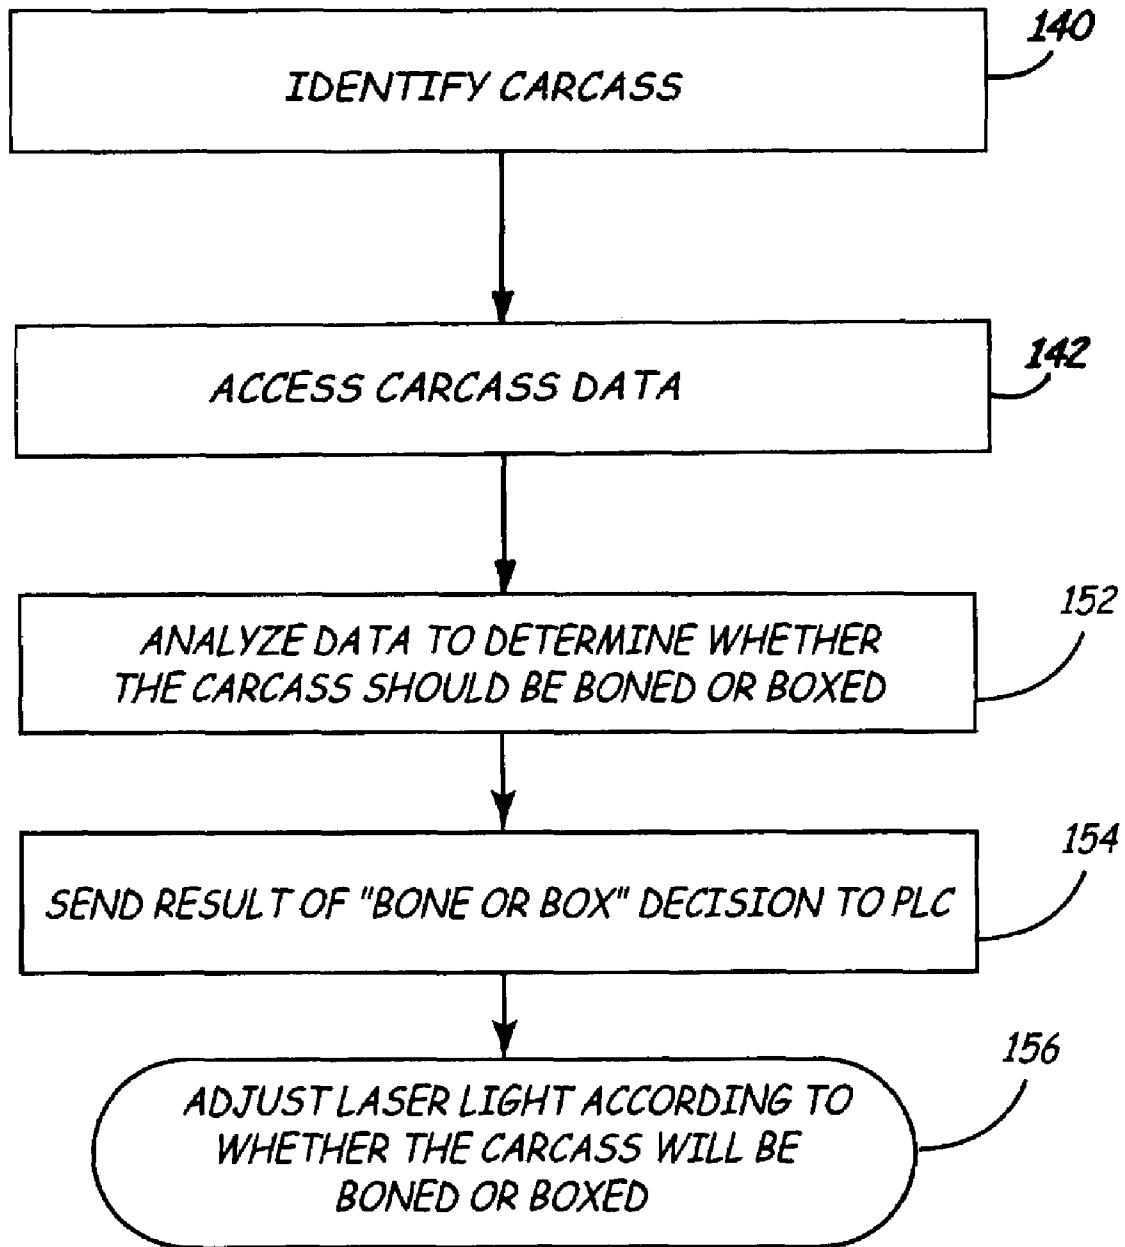 140
IDENTIFY CARCASS
142
ACCESS CARCASS DATA
152
ANALYZE DATA TO DETERMINE WHETHER
THE CARCASS SHOULD BE BONED OR BOXED
154
SEND RESULT OF "BONE OR BOX" DECISION TO PLC
156
ADJUST LASER LIGHT ACCORDING TO
WHETHER THE CARCASS WILL BE
BONED OR BOXED